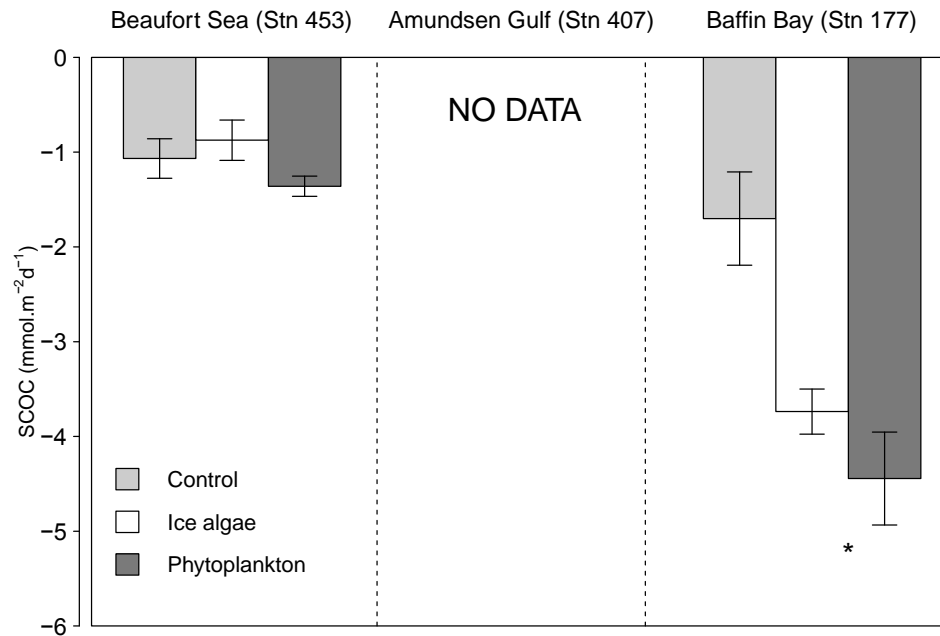 Beaufort Sea (Stn 453) Amundsen Gulf (Stn 407) Baffin Bay (Stn 177)
0
NO DATA
−1
−2
SCOC (mmol.m⁻²d⁻¹)
−3
−4
Control
−5
Ice algae
*
Phytoplankton
−6